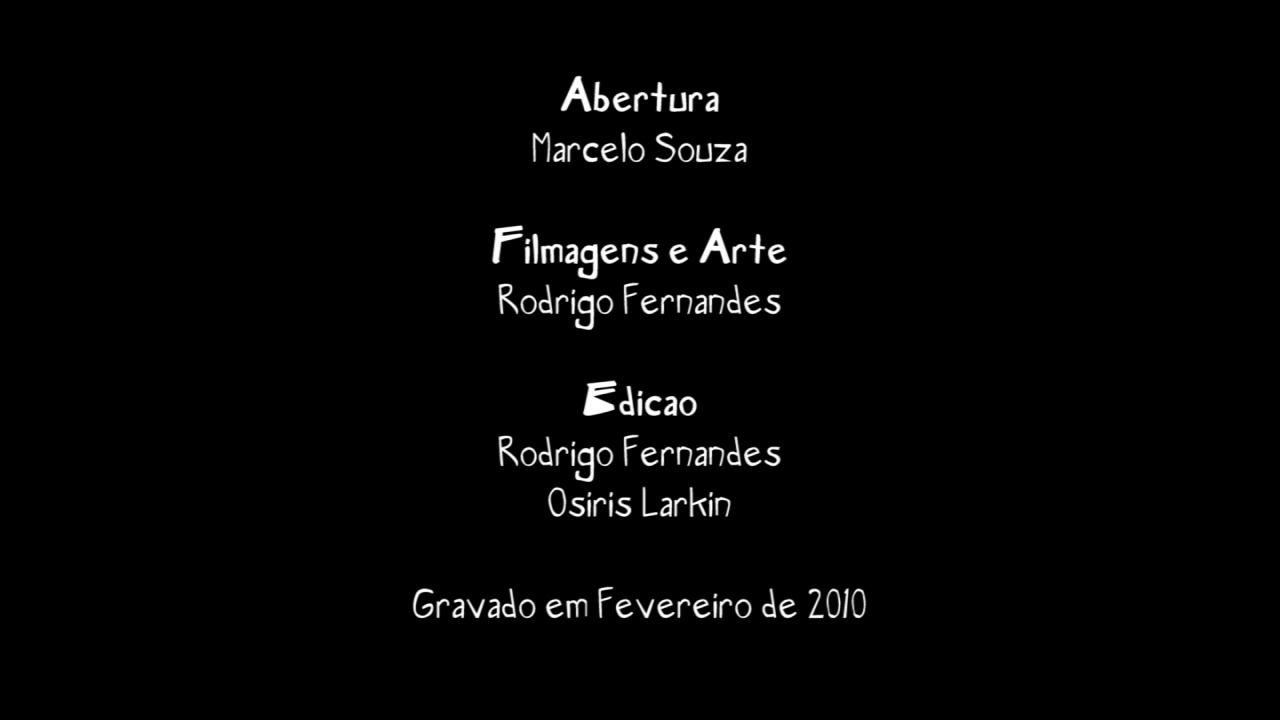 Abertura
Marcelo Souza
Filmagens e Arte
Rodrigo Fernandes
Edicao
Rodrigo Fernandes
Osiris Larkin
Gravado em Fevereiro de 2010